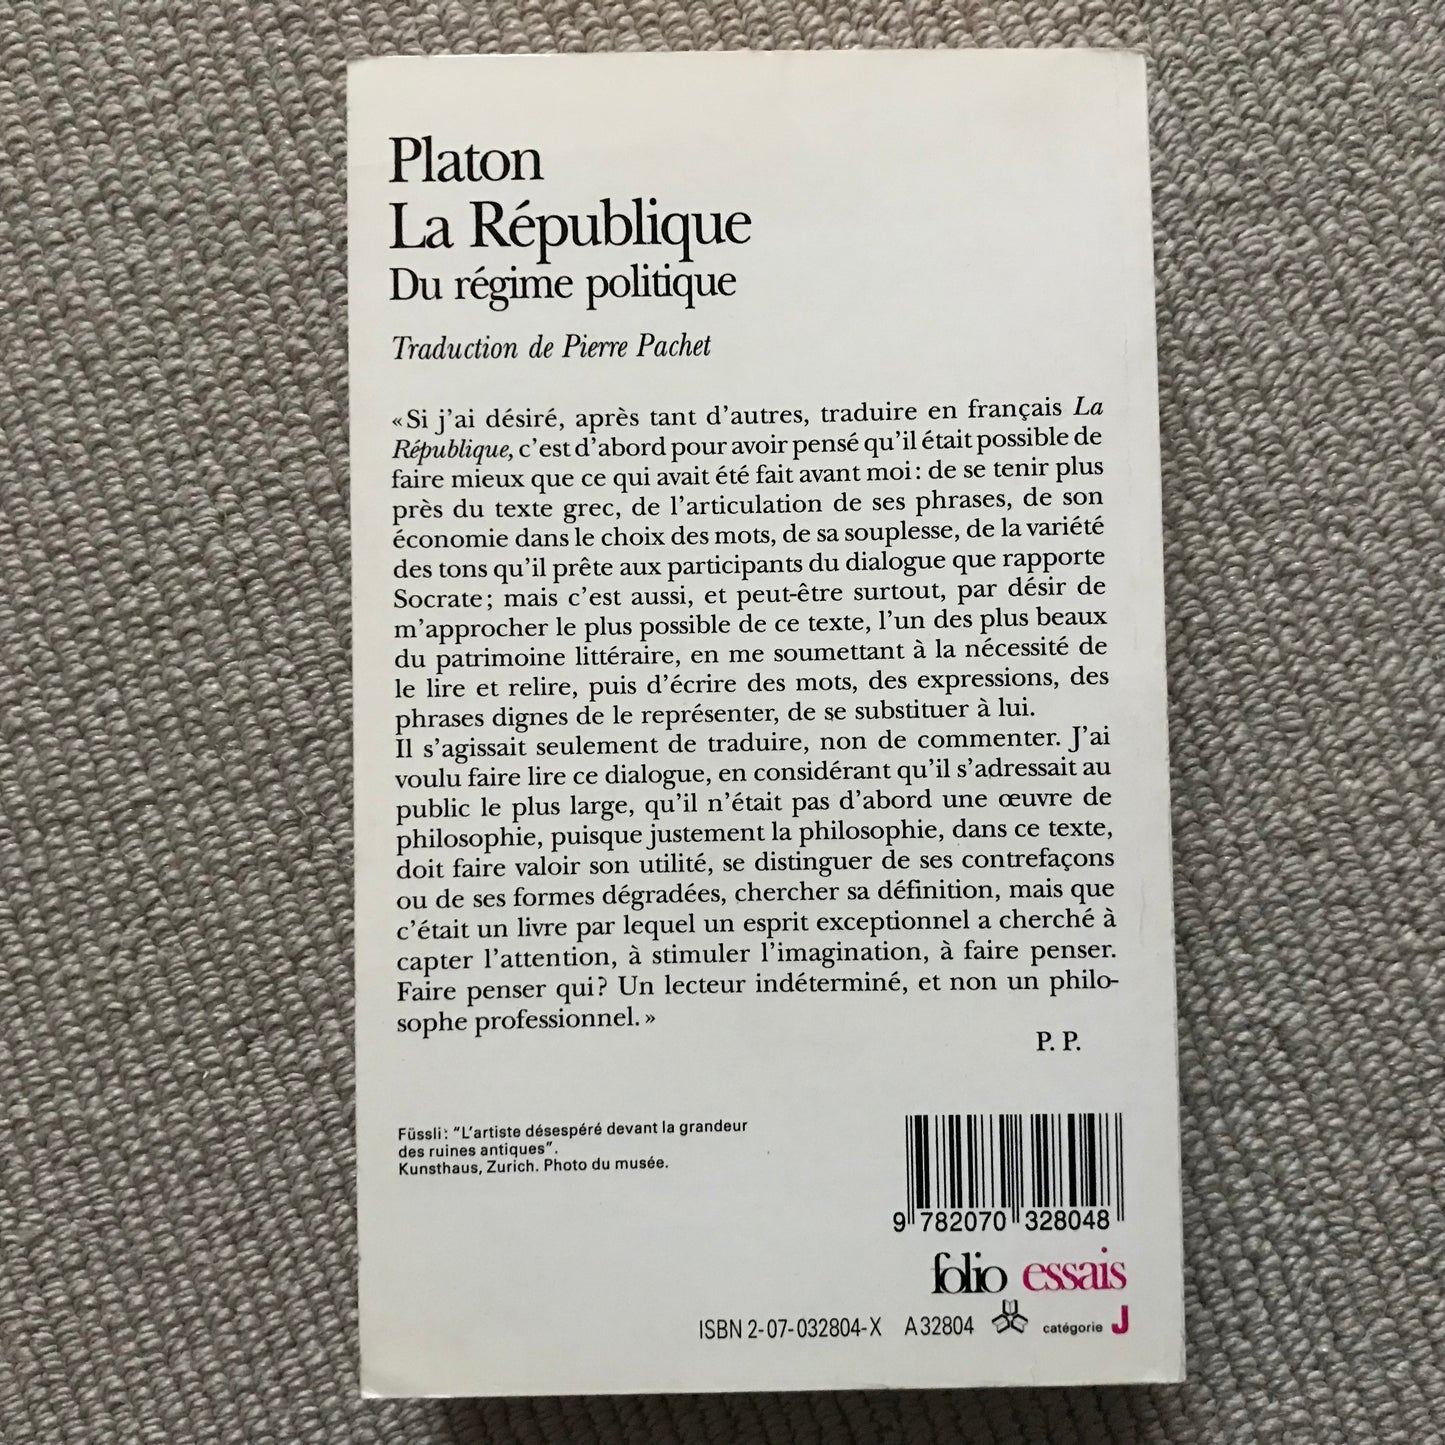 Platon
La République
Du régime politique
Traduction de Pierre Pachet
« Si j'ai désiré, après tant d'autres, traduire en français La
République, c'est d'abord pour avoir pensé qu'il était possible de
faire mieux que ce qui avait été fait avant moi : de se tenir plus
près du texte grec, de l'articulation de ses phrases, de son
économie dans le choix des mots, de sa souplesse, de la variété
des tons qu'il prête aux participants du dialogue que rapporte
Socrate ; mais c'est aussi, et peut-être surtout, par désir de
m'approcher le plus possible de ce texte, l'un des plus beaux
du patrimoine littéraire, en me soumettant à la nécessité de
le lire et relire, puis d'écrire des mots, des expressions, des
phrases dignes de le représenter, de se substituer à lui.
Il s'agissait seulement de traduire, non de commenter. J'ai
voulu faire lire ce dialogue, en considérant qu'il s'adressait au
public le plus large, qu'il n'était pas d'abord une œuvre de
philosophie, puisque justement la philosophie, dans ce texte,
doit faire valoir son utilité, se distinguer de ses contrefaçons
ou de ses formes dégradées, chercher sa définition, mais que
c'était un livre par lequel un esprit exceptionnel a cherché à
capter l'attention, à stimuler l'imagination, à faire penser.
Faire penser qui ? Un lecteur indéterminé, et non un philo-
sophe professionnel. »
P. P.
Füssli : "L'artiste désespéré devant la grandeur
des ruines antiques".
Kunsthaus, Zurich. Photo du musée.
9 782070 328048
folio essais
ISBN 2-07-032804-X A 32804 catégorie J